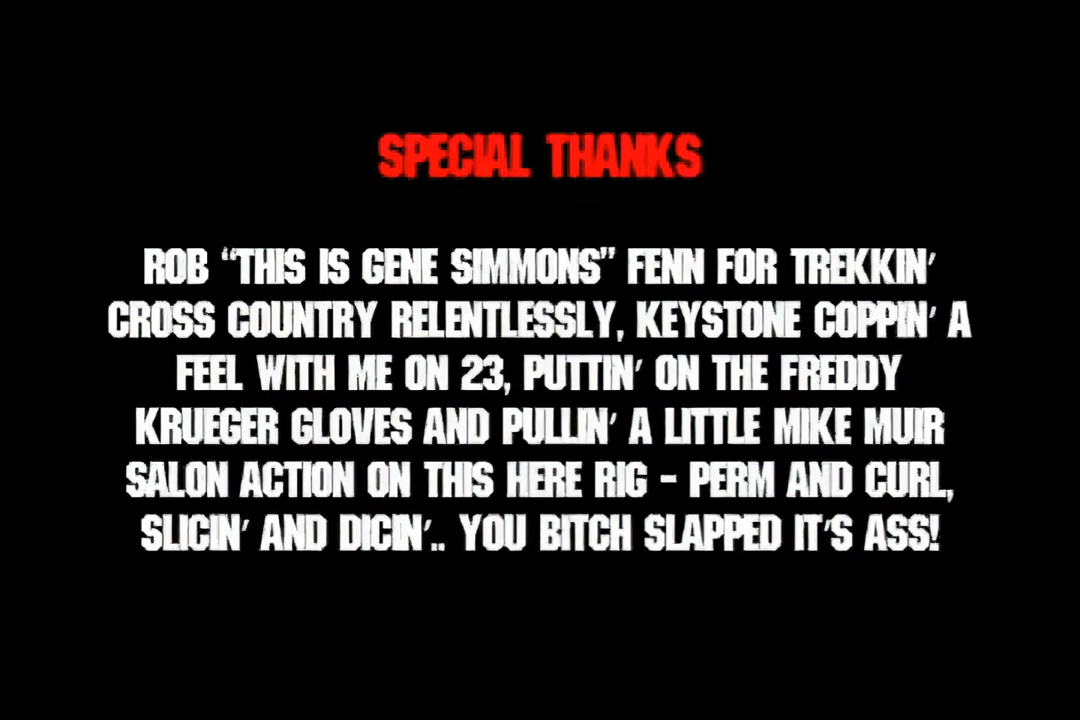 SPECIAL THANKS
ROB “THIS IS GENE SIMMONS” FENN FOR TREKKIN’
CROSS COUNTRY RELENTLESSLY, KEYSTONE COPPIN’ A
FEEL WITH ME ON 23, PUTTIN’ ON THE FREDDY
KRUEGER GLOVES AND PULLIN’ A LITTLE MIKE MUIR
SALON ACTION ON THIS HERE RIG - PERM AND CURL,
SLICIN’ AND DICIN’.. YOU BITCH SLAPPED IT’S ASS!